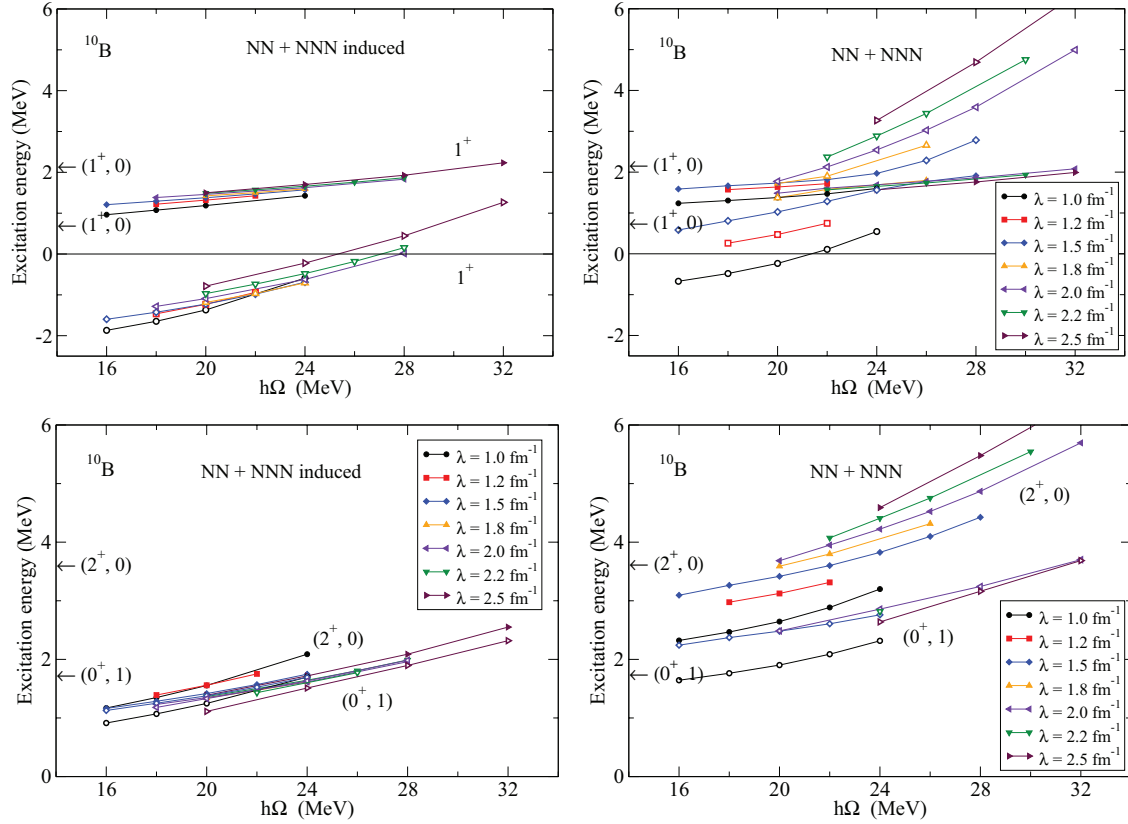 ¹⁰B
NN + NNN induced
Excitation energy (MeV)
6
4
2
0
-2
← (1⁺, 0)
← (1⁺, 0)
1⁺
1⁺
16 20 24 28 32
hΩ (MeV)
¹⁰B
NN + NNN
Excitation energy (MeV)
6
4
2
0
-2
← (1⁺, 0)
← (1⁺, 0)
λ = 1.0 fm⁻¹
λ = 1.2 fm⁻¹
λ = 1.5 fm⁻¹
λ = 1.8 fm⁻¹
λ = 2.0 fm⁻¹
λ = 2.2 fm⁻¹
λ = 2.5 fm⁻¹
16 20 24 28 32
hΩ (MeV)
¹⁰B
NN + NNN induced
Excitation energy (MeV)
6
4
2
0
λ = 1.0 fm⁻¹
λ = 1.2 fm⁻¹
λ = 1.5 fm⁻¹
λ = 1.8 fm⁻¹
λ = 2.0 fm⁻¹
λ = 2.2 fm⁻¹
λ = 2.5 fm⁻¹
← (2⁺, 0)
← (0⁺, 1)
(2⁺, 0)
(0⁺, 1)
16 20 24 28 32
hΩ (MeV)
¹⁰B
NN + NNN
Excitation energy (MeV)
6
4
2
0
(2⁺, 0)
← (2⁺, 0)
(0⁺, 1)
← (0⁺, 1)
λ = 1.0 fm⁻¹
λ = 1.2 fm⁻¹
λ = 1.5 fm⁻¹
λ = 1.8 fm⁻¹
λ = 2.0 fm⁻¹
λ = 2.2 fm⁻¹
λ = 2.5 fm⁻¹
16 20 24 28 32
hΩ (MeV)